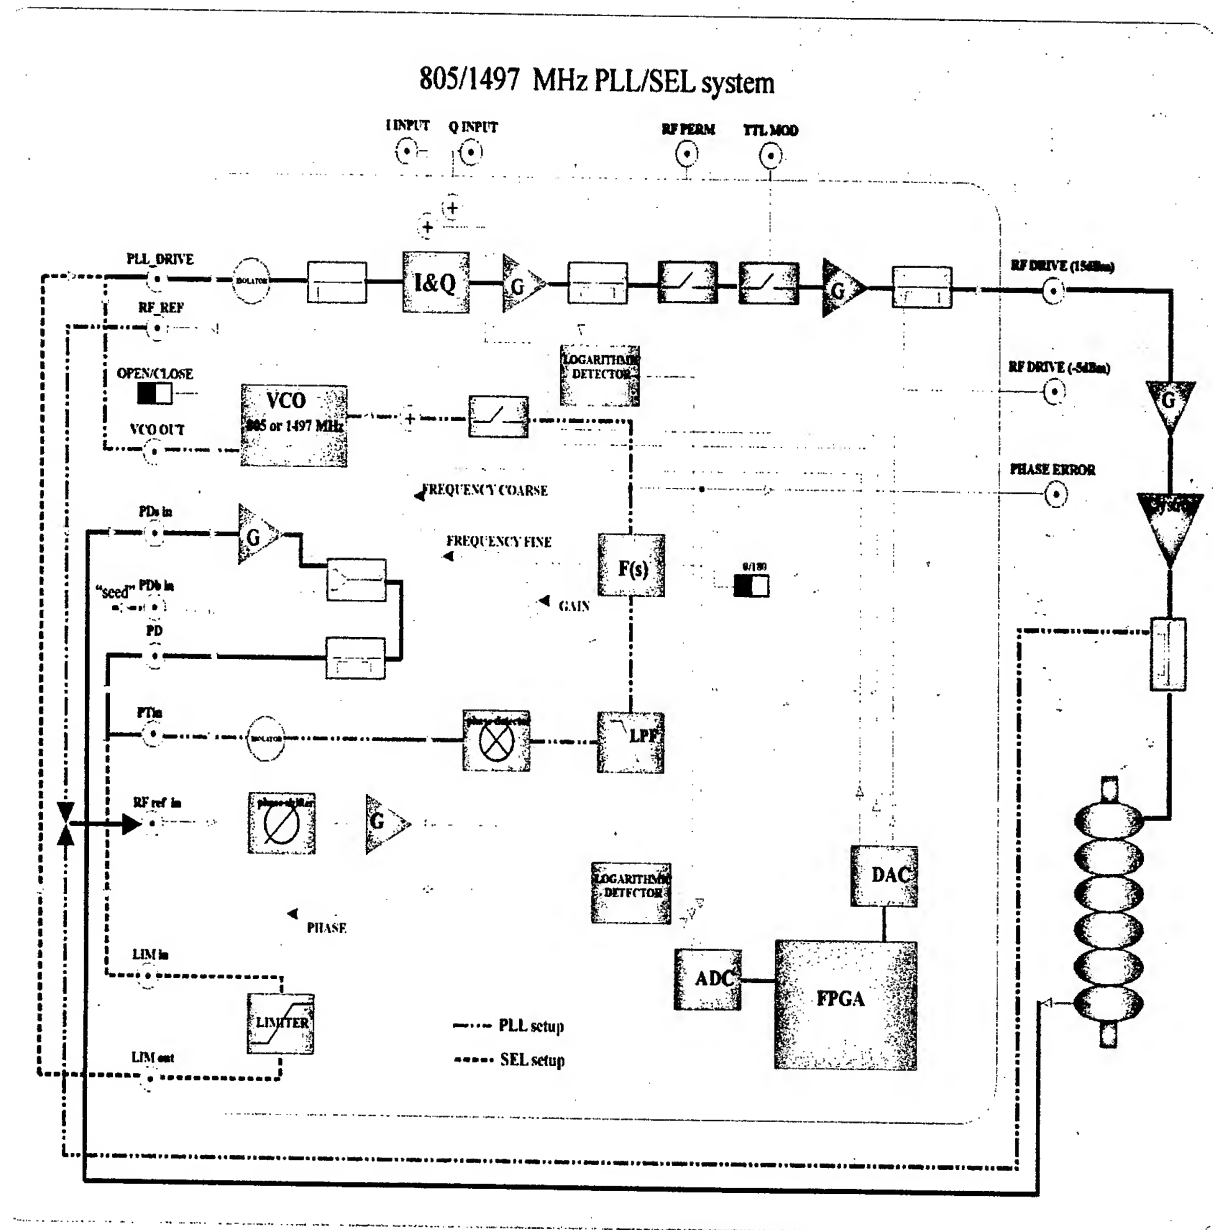 805/1497 MHz PLL/SEL system
I INPUT Q INPUT RF PERM TTL MOD
PLL_DRIVE
ISOLATOR
I&Q
G
G
RF DRIVE (15dBm)
RF_REF
LOGARITHMIC
DETECTOR
OPEN/CLOSE
VCO
805 or 1497 MHz
RF DRIVE (-5dBm)
G
VCO OUT
FREQUENCY COARSE
PHASE ERROR
PDs in
G
FREQUENCY FINE
F(s)
0/180
"seed" PDb in
GAIN
PD
PTin
ISOLATOR
phase detector
LPF
RF ref in
phase shifter
G
LOGARITHMIC
DETECTOR
DAC
PHASE
LIM in
ADC
FPGA
LIMITER
PLL setup
SEL setup
LIM out